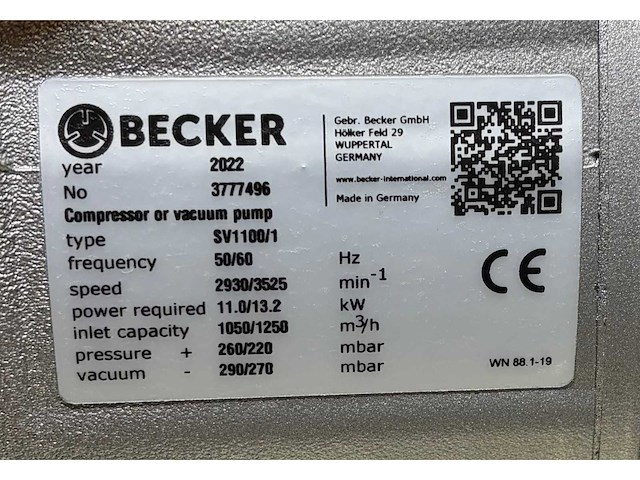 BECKER
Gebr. Becker GmbH
Hölker Feld 29
WUPPERTAL
GERMANY
www.becker-international.com
Made in Germany
year 2022
No 3777496
Compressor or vacuum pump
type SV1100/1
frequency 50/60 Hz
speed 2930/3525 min⁻¹
power required 11.0/13.2 kW
inlet capacity 1050/1250 m³/h
pressure + 260/220 mbar
vacuum - 290/270 mbar
CE
WN 88.1-19